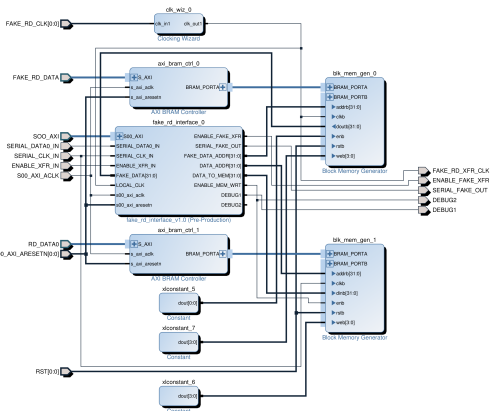 clk_wiz_0
FAKE_RD_CLK[0:0]
clk_in1 clk_out1
Clocking Wizard
axi_bram_ctrl_0
FAKE_RD_DATA
S_AXI
s_axi_aclk
s_axi_aresetn
BRAM_PORTA
AXI BRAM Controller
blk_mem_gen_0
BRAM_PORTA
BRAM_PORTB
addrb[31:0]
clkb
doutb[31:0]
enb
rstb
web[3:0]
Block Memory Generator
fake_rd_interface_0
SCO_AXI
SERIAL_DATA0_IN
SERIAL_CLK_IN
ENABLE_XFR_IN
S00_AXI_ACLK
S00_AXI
SERIAL_DATA0_IN
SERIAL_CLK_IN
ENABLE_XFR_IN
FAKE_DATA[31:0]
LOCAL_CLK
s00_axi_aclk
s00_axi_aresetn
ENABLE_FAKE_XFR
SERIAL_FAKE_OUT
FAKE_DATA_ADDR[31:0]
DATA_ADDR[31:0]
DATA_TO_MEM[31:0]
ENABLE_MEM_WRT
DEBUG1
DEBUG2
fake_rd_interface_v1.0 (Pre-Production)
FAKE_RD_XFR_CLK
ENABLE_FAKE_XFR
SERIAL_FAKE_OUT
DEBUG2
DEBUG1
axi_bram_ctrl_1
RD_DATA0
00_AXI_ARESETN[0:0]
S_AXI
s_axi_aclk
s_axi_aresetn
BRAM_PORTA
AXI BRAM Controller
blk_mem_gen_1
BRAM_PORTA
BRAM_PORTB
addrb[31:0]
clkb
dinb[31:0]
enb
rstb
web[3:0]
Block Memory Generator
xlconstant_5
dout[0:0]
Constant
xlconstant_7
dout[3:0]
Constant
RST[0:0]
xlconstant_6
dout[3:0]
Constant